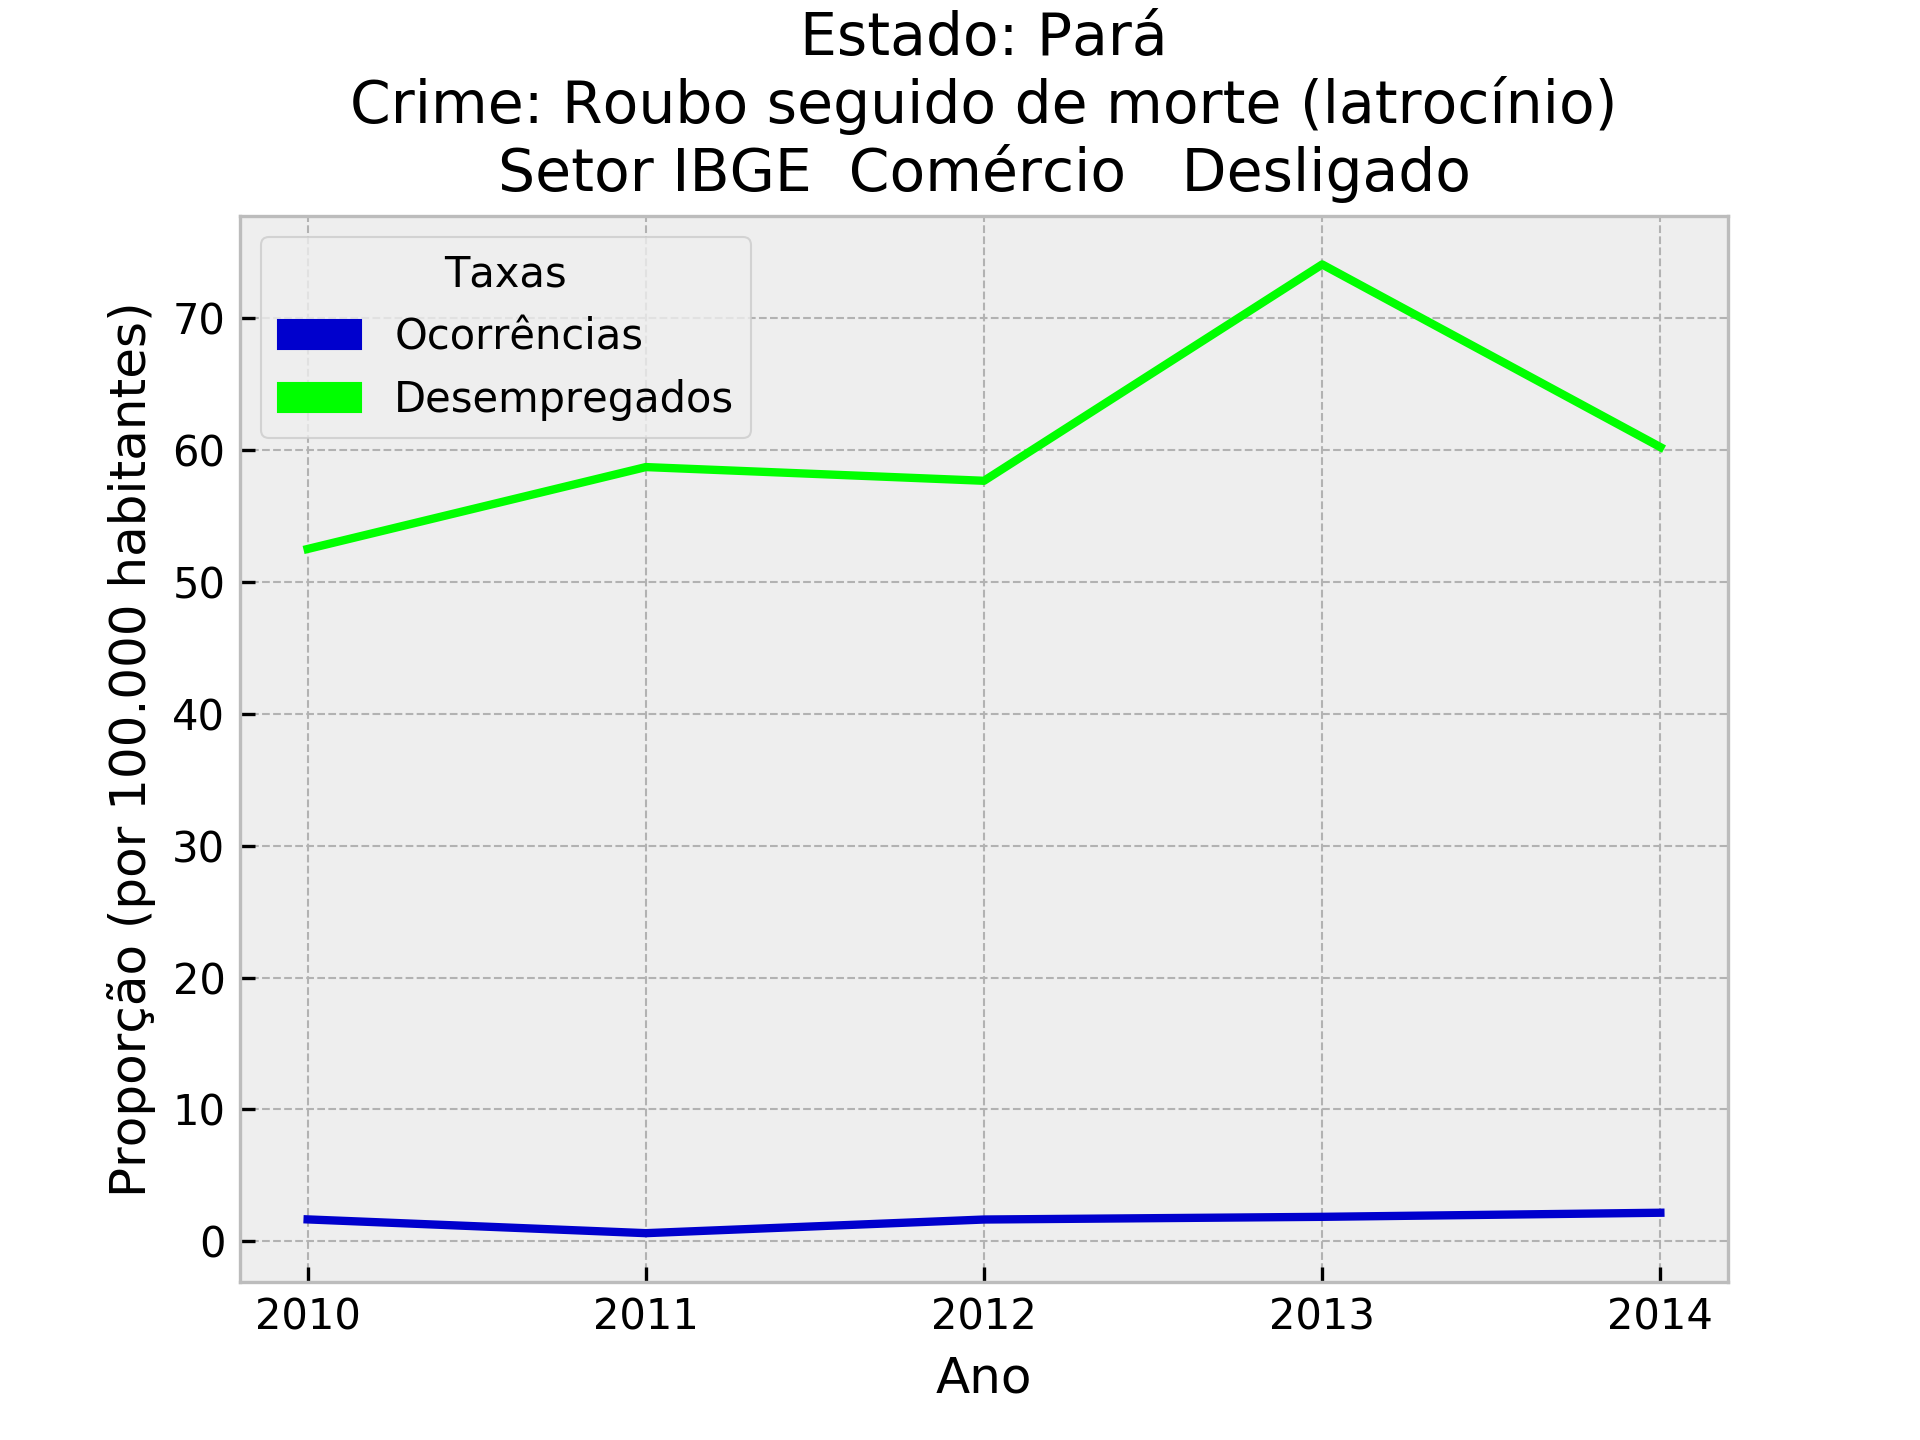 Estado: Pará
Crime: Roubo seguido de morte (latrocínio)
Setor IBGE  Comércio   Desligado
Taxas
Ocorrências
Desempregados
Proporção (por 100.000 habitantes)
70
60
50
40
30
20
10
0
2010 2011 2012 2013 2014
Ano